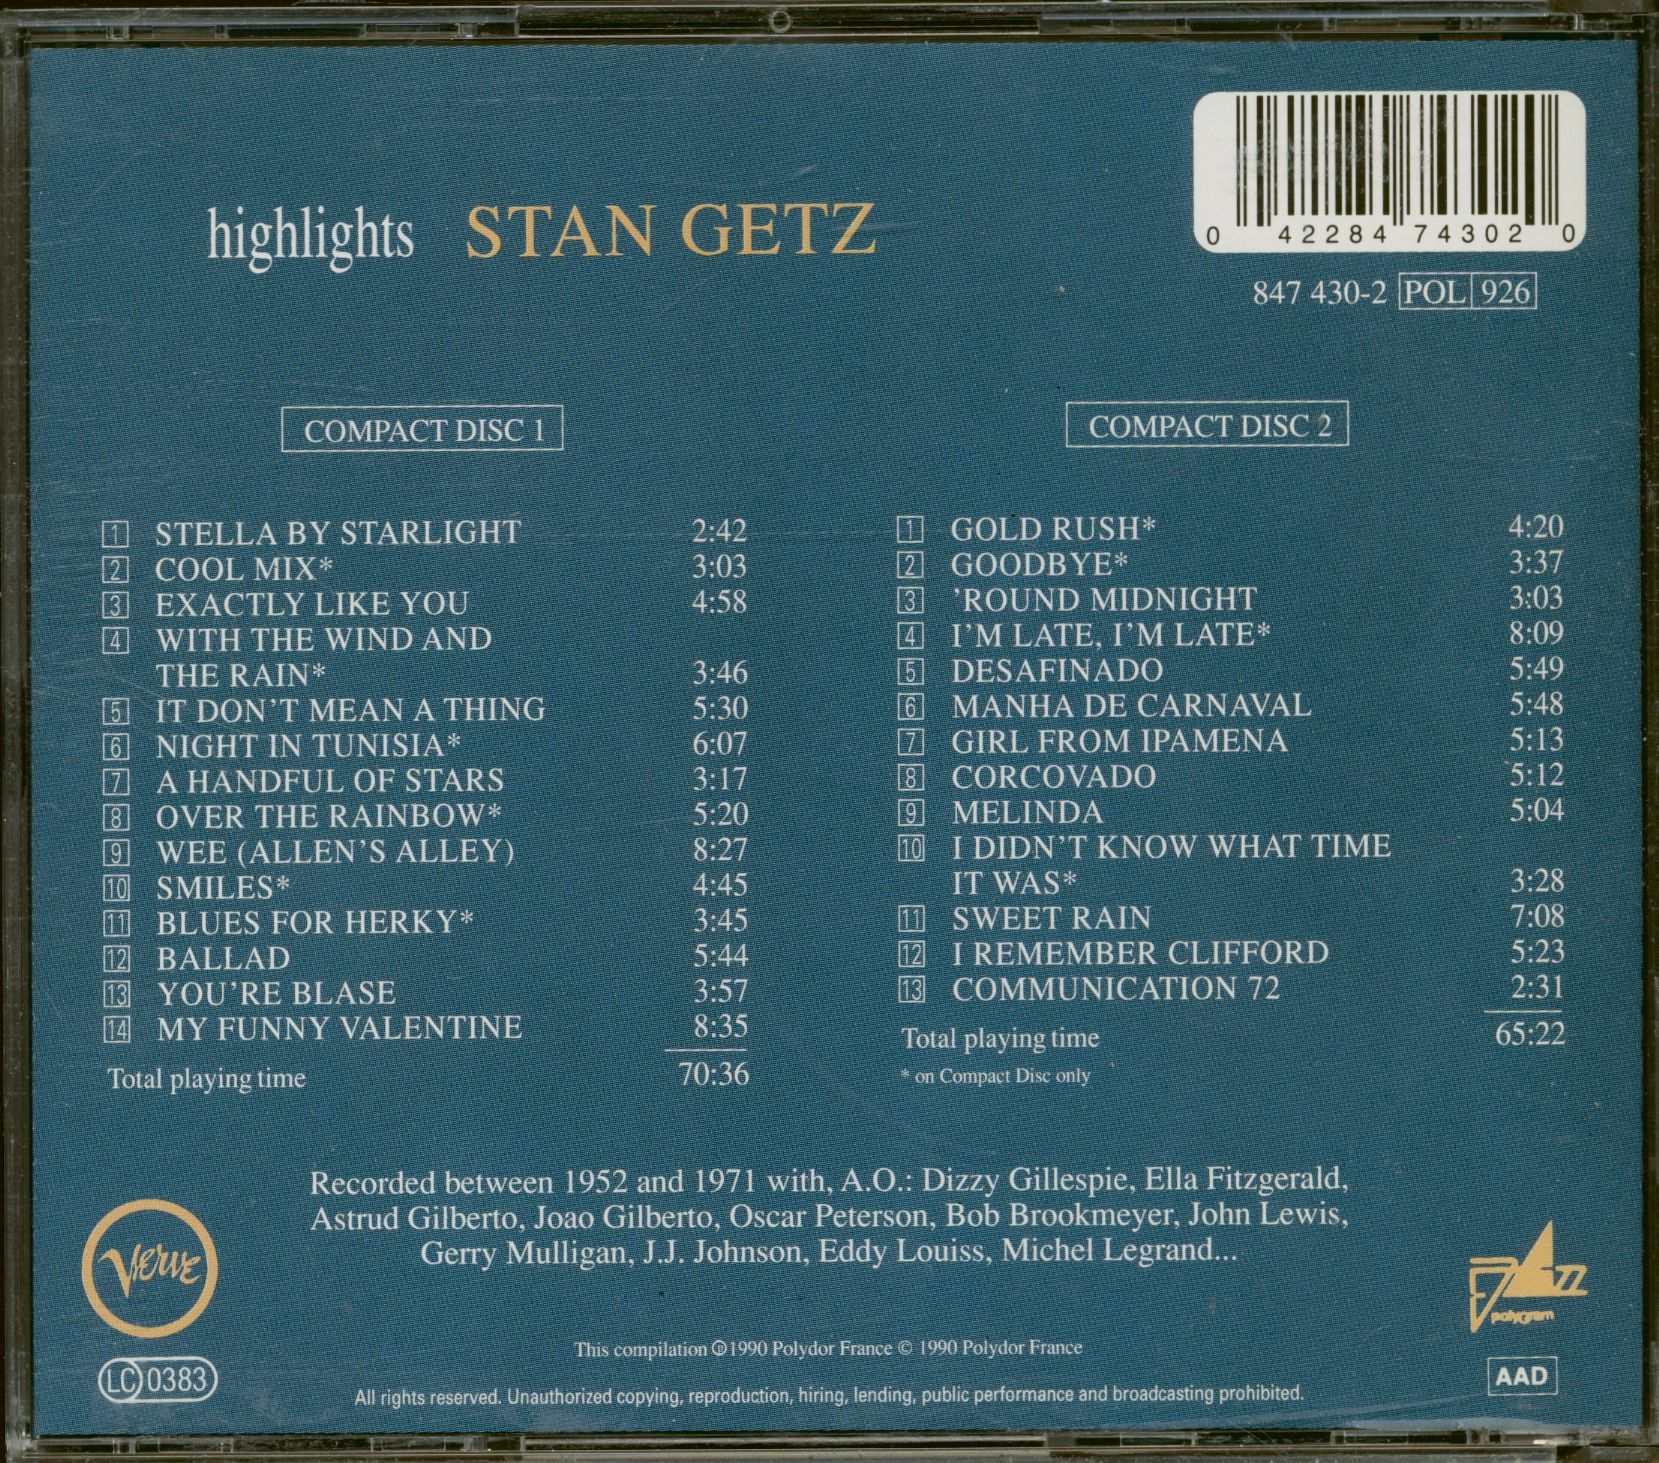 highlights STAN GETZ
0 42284 74302 0
847 430-2 POL 926
COMPACT DISC 1
1 STELLA BY STARLIGHT 2:42
2 COOL MIX* 3:03
3 EXACTLY LIKE YOU 4:58
4 WITH THE WIND AND
THE RAIN* 3:46
5 IT DON'T MEAN A THING 5:30
6 NIGHT IN TUNISIA* 6:07
7 A HANDFUL OF STARS 3:17
8 OVER THE RAINBOW* 5:20
9 WEE (ALLEN'S ALLEY) 8:27
10 SMILES* 4:45
11 BLUES FOR HERKY* 3:45
12 BALLAD 5:44
13 YOU'RE BLASE 3:57
14 MY FUNNY VALENTINE 8:35
Total playing time 70:36
COMPACT DISC 2
1 GOLD RUSH* 4:20
2 GOODBYE* 3:37
3 'ROUND MIDNIGHT 3:03
4 I'M LATE, I'M LATE* 8:09
5 DESAFINADO 5:49
6 MANHA DE CARNAVAL 5:48
7 GIRL FROM IPAMENA 5:13
8 CORCOVADO 5:12
9 MELINDA 5:04
10 I DIDN'T KNOW WHAT TIME
IT WAS* 3:28
11 SWEET RAIN 7:08
12 I REMEMBER CLIFFORD 5:23
13 COMMUNICATION 72 2:31
Total playing time 65:22
* on Compact Disc only
Recorded between 1952 and 1971 with, A.O.: Dizzy Gillespie, Ella Fitzgerald,
Astrud Gilberto, Joao Gilberto, Oscar Peterson, Bob Brookmeyer, John Lewis,
Gerry Mulligan, J.J. Johnson, Eddy Louiss, Michel Legrand...
Verve
JAZZ
polygram
This compilation ℗1990 Polydor France © 1990 Polydor France
LC 0383
AAD
All rights reserved. Unauthorized copying, reproduction, hiring, lending, public performance and broadcasting prohibited.